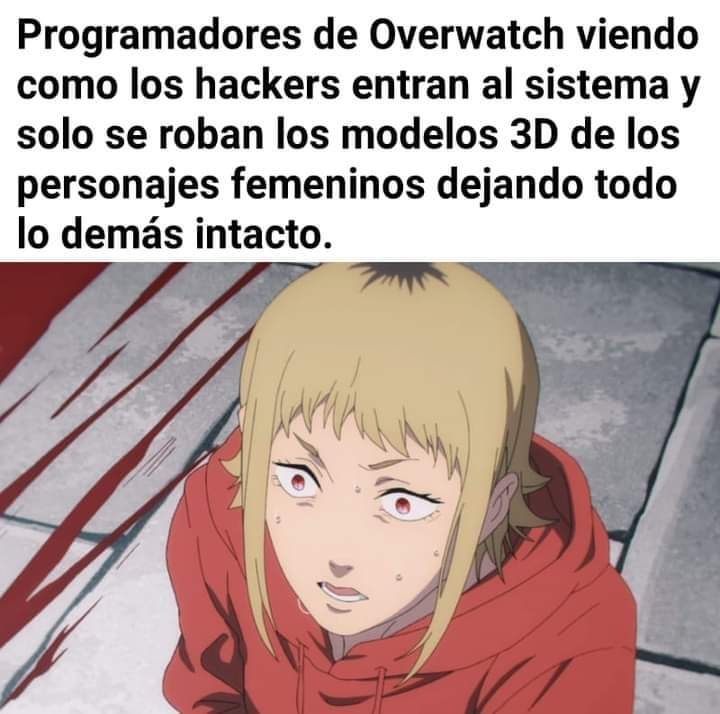 Programadores de Overwatch viendo
como los hackers entran al sistema y
solo se roban los modelos 3D de los
personajes femeninos dejando todo
lo demás intacto.